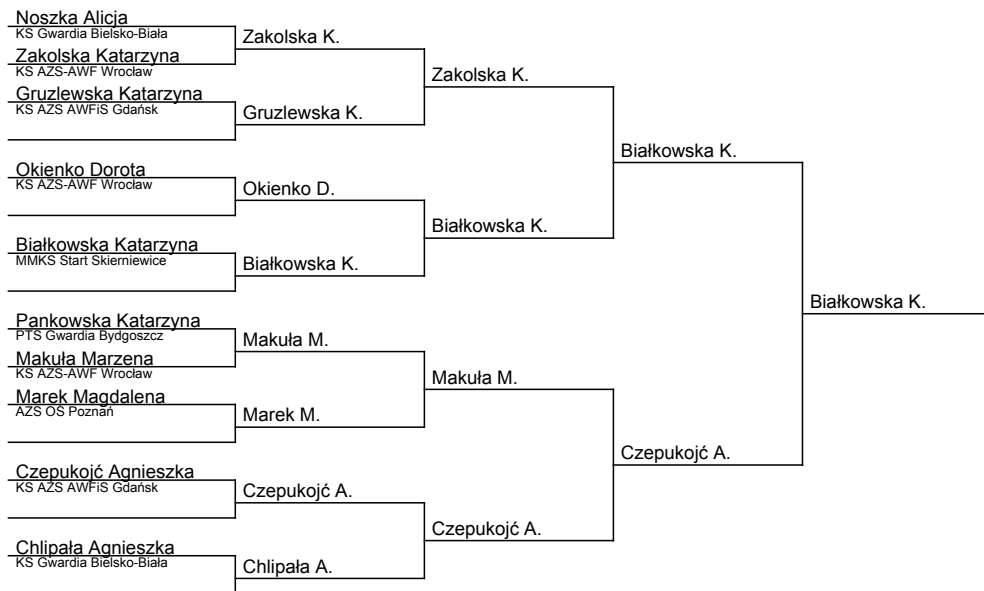 Noszka Alicja
KS Gwardia Bielsko-Biała
Zakolska Katarzyna
KS AZS-AWF Wrocław
Gruzlewska Katarzyna
KS AZS AWFiS Gdańsk
Okienko Dorota
KS AZS-AWF Wrocław
Białkowska Katarzyna
MMKS Start Skierniewice
Pankowska Katarzyna
PTS Gwardia Bydgoszcz
Makuła Marzena
KS AZS-AWF Wrocław
Marek Magdalena
AZS OŚ Poznań
Czepukojć Agnieszka
KS AZS AWFiS Gdańsk
Chlipała Agnieszka
KS Gwardia Bielsko-Biała
Zakolska K.
Gruzlewska K.
Okienko D.
Białkowska K.
Makuła M.
Marek M.
Czepukojć A.
Chlipała A.
Zakolska K.
Białkowska K.
Makuła M.
Czepukojć A.
Białkowska K.
Czepukojć A.
Białkowska K.